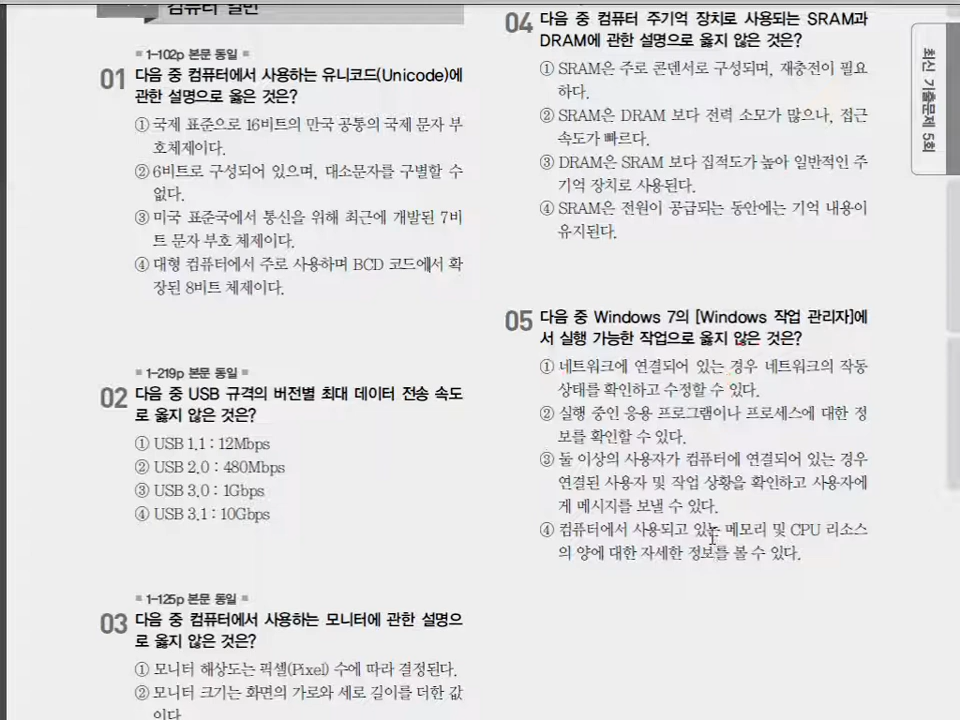 컴퓨터 일반
1-102p 본문 동일
01 다음 중 컴퓨터에서 사용하는 유니코드(Unicode)에
관한 설명으로 옳은 것은?
① 국제 표준으로 16비트의 만국 공통의 국제 문자 부
호체제이다.
② 6비트로 구성되어 있으며, 대소문자를 구별할 수
없다.
③ 미국 표준국에서 통신을 위해 최근에 개발된 7비
트 문자 부호 체제이다.
④ 대형 컴퓨터에서 주로 사용하며 BCD 코드에서 확
장된 8비트 체제이다.
1-219p 본문 동일
02 다음 중 USB 규격의 버전별 최대 데이터 전송 속도
로 옳지 않은 것은?
① USB 1.1 : 12Mbps
② USB 2.0 : 480Mbps
③ USB 3.0 : 1Gbps
④ USB 3.1 : 10Gbps
1-125p 본문 동일
03 다음 중 컴퓨터에서 사용하는 모니터에 관한 설명으
로 옳지 않은 것은?
① 모니터 해상도는 픽셀(Pixel) 수에 따라 결정된다.
② 모니터 크기는 화면의 가로와 세로 길이를 더한 값
이다.
04 다음 중 컴퓨터 주기억 장치로 사용되는 SRAM과
DRAM에 관한 설명으로 옳지 않은 것은?
① SRAM은 주로 콘덴서로 구성되며, 재충전이 필요
하다.
② SRAM은 DRAM 보다 전력 소모가 많으나, 접근
속도가 빠르다.
③ DRAM은 SRAM 보다 집적도가 높아 일반적인 주
기억 장치로 사용된다.
④ SRAM은 전원이 공급되는 동안에는 기억 내용이
유지된다.
05 다음 중 Windows 7의 [Windows 작업 관리자]에
서 실행 가능한 작업으로 옳지 않은 것은?
① 네트워크에 연결되어 있는 경우 네트워크의 작동
상태를 확인하고 수정할 수 있다.
② 실행 중인 응용 프로그램이나 프로세스에 대한 정
보를 확인할 수 있다.
③ 둘 이상의 사용자가 컴퓨터에 연결되어 있는 경우
연결된 사용자 및 작업 상황을 확인하고 사용자에
게 메시지를 보낼 수 있다.
④ 컴퓨터에서 사용되고 있는 메모리 및 CPU 리소스
의 양에 대한 자세한 정보를 볼 수 있다.
최신 기출문제 5회